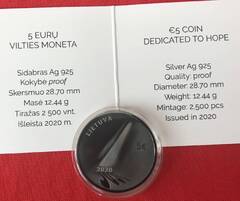 5 EURŲ
VILTIES MONETA
Sidabras Ag 925
Kokybė proof
Skersmuo 28.70 mm
Masė 12.44 g
Tiražas 2 500 vnt.
Išleista 2020 m.
€5 COIN
DEDICATED TO HOPE
Silver Ag 925
Quality: proof
Diameter: 28.70 mm
Weight: 12.44 g
Mintage: 2,500 pcs
Issued in 2020
LIETUVA
5€
2020